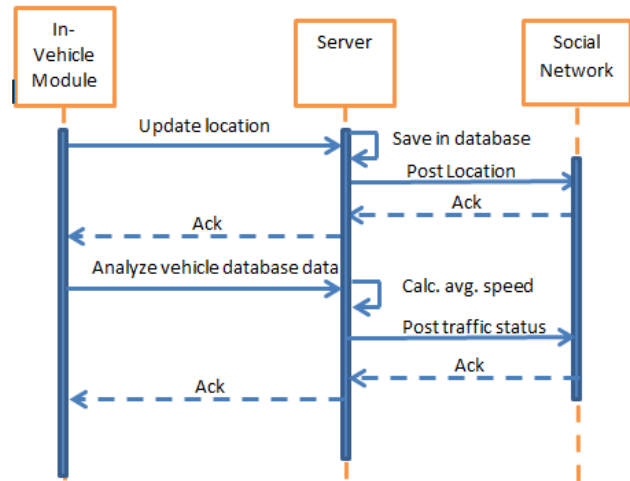 In-
Vehicle
Module
Server
Social
Network
Update location
Save in database
Post Location
Ack
Ack
Analyze vehicle database data
Calc. avg. speed
Post traffic status
Ack
Ack